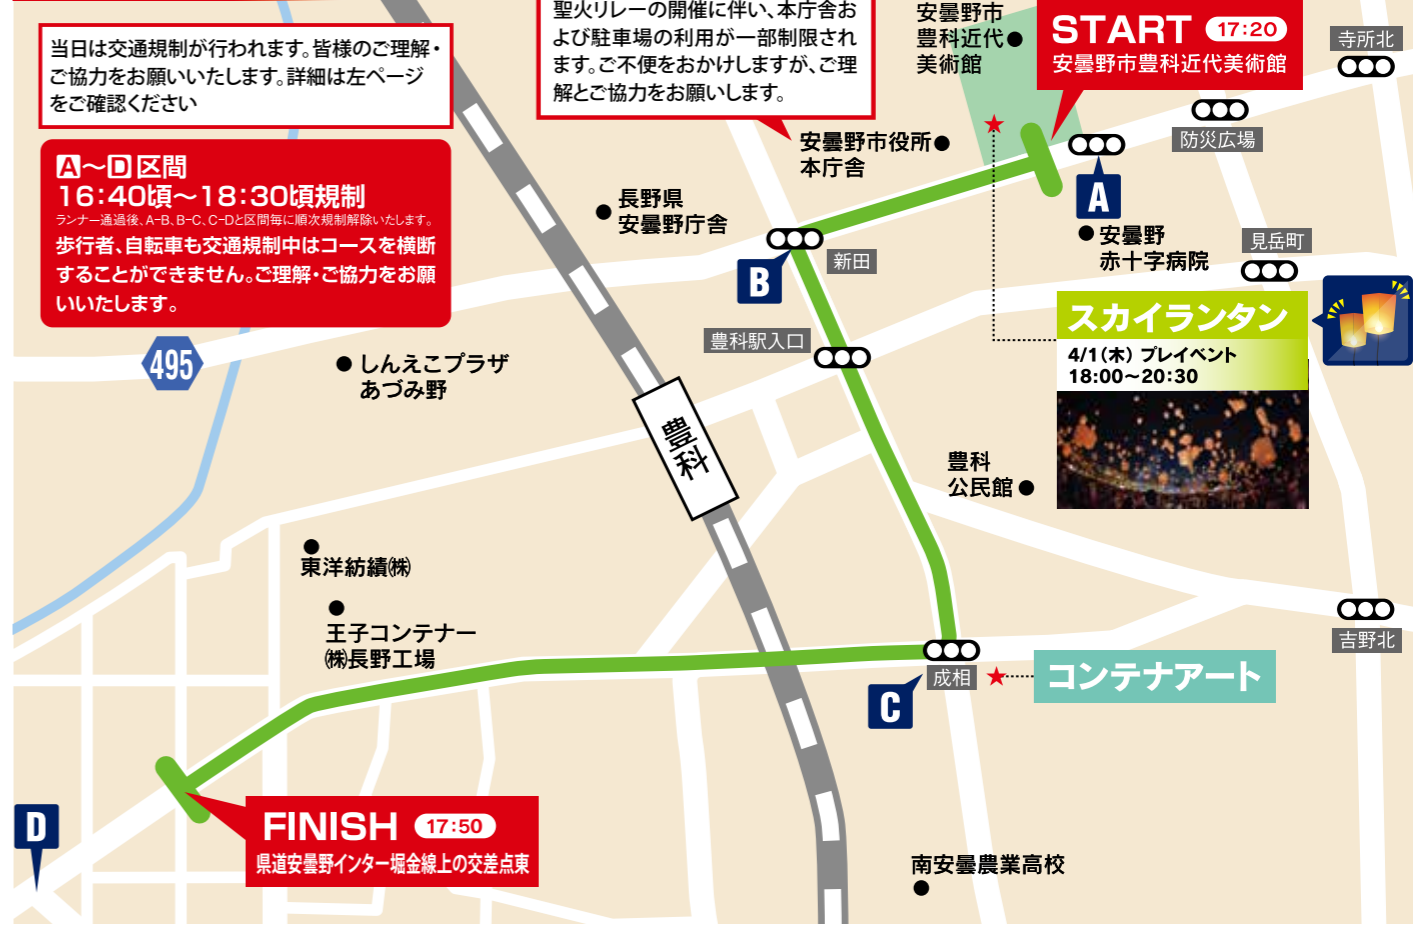 当日は交通規制が行われます。皆様のご理解・
ご協力をお願いいたします。詳細は左ページ
をご確認ください
聖火リレーの開催に伴い、本庁舎お
よび駐車場の利用が一部制限され
ます。ご不便をおかけしますが、ご理
解とご協力をお願いします。
安曇野市
豊科近代
美術館
START 17:20
安曇野市豊科近代美術館
寺所北
防災広場
A～D区間
16:40頃～18:30頃規制
ランナー通過後、A-B、B-C、C-Dと区間毎に順次規制解除いたします。
歩行者、自転車も交通規制中はコースを横断
することができません。ご理解・ご協力をお願
いいたします。
安曇野市役所
本庁舎
長野県
安曇野庁舎
A
安曇野
赤十字病院
見岳町
新田
B
スカイランタン
4/1（木） プレイベント
18:00～20:30
豊科駅入口
495
しんえこプラザ
あづみ野
豊科
豊科
公民館
東洋紡績㈱
王子コンテナー
㈱長野工場
吉野北
成相
コンテナアート
C
D
FINISH 17:50
県道安曇野インター堀金線上の交差点東
南安曇農業高校